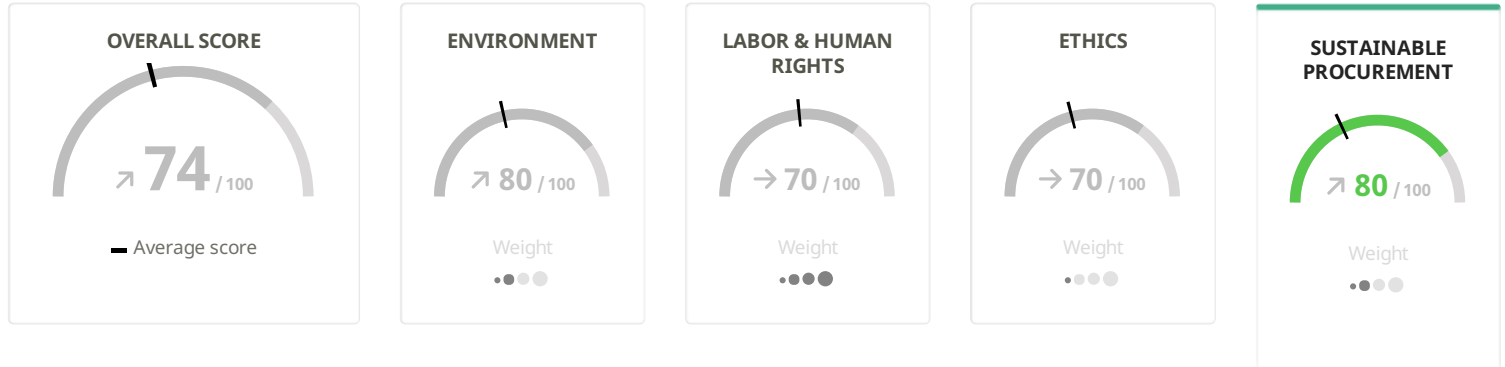 OVERALL SCORE
74 / 100
Average score
ENVIRONMENT
80 / 100
Weight
LABOR & HUMAN
RIGHTS
70 / 100
Weight
ETHICS
70 / 100
Weight
SUSTAINABLE
PROCUREMENT
80 / 100
Weight